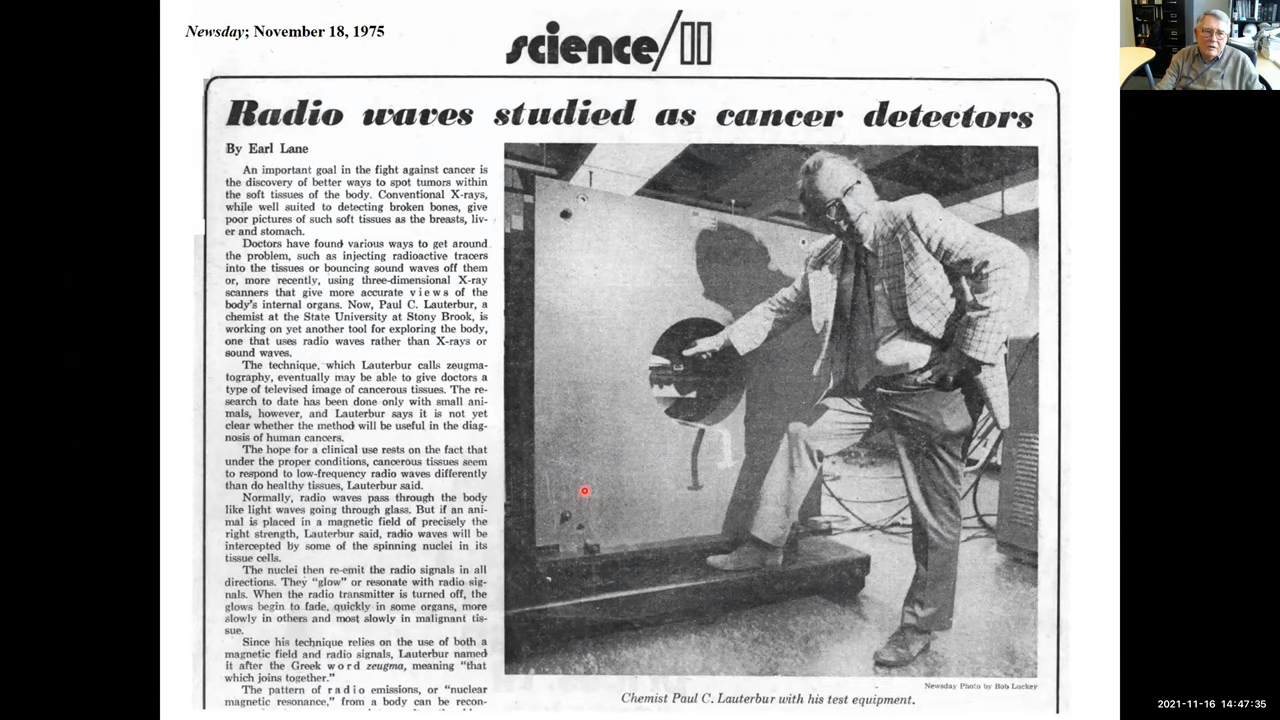 Newsday; November 18, 1975
science/
Radio waves studied as cancer detectors
By Earl Lane
An important goal in the fight against cancer is
the discovery of better ways to spot tumors within
the soft tissues of the body. Conventional X-rays,
while well suited to detecting broken bones, give
poor pictures of such soft tissues as the breasts, liv-
er and stomach.
Doctors have found various ways to get around
the problem, such as injecting radioactive tracers
into the tissues or bouncing sound waves off them
or, more recently, using three-dimensional X-ray
scanners that give more accurate views of the
body's internal organs. Now, Paul C. Lauterbur, a
chemist at the State University at Stony Brook, is
working on yet another tool for exploring the body,
one that uses radio waves rather than X-rays or
sound waves.
The technique, which Lauterbur calls zeugma-
tography, eventually may be able to give doctors a
type of televised image of cancerous tissues. The re-
search to date has been done only with small ani-
mals, however, and Lauterbur says it is not yet
clear whether the method will be useful in the diag-
nosis of human cancers.
The hope for a clinical use rests on the fact that
under the proper conditions, cancerous tissues seem
to respond to low-frequency radio waves differently
than do healthy tissues, Lauterbur said.
Normally, radio waves pass through the body
like light waves going through glass. But if an ani-
mal is placed in a magnetic field of precisely the
right strength, Lauterbur said, radio waves will be
intercepted by some of the spinning nuclei in its
tissue cells.
The nuclei then re-emit the radio signals in all
directions. They "glow" or resonate with radio sig-
nals. When the radio transmitter is turned off, the
glows begin to fade, quickly in some organs, more
slowly in others and most slowly in malignant tis-
sue.
Since his technique relies on the use of both a
magnetic field and radio signals, Lauterbur named
it after the Greek word zeugma, meaning "that
which joins together."
The pattern of radio emissions, or "nuclear
magnetic resonance," from a body can be recon-
Newsday Photo by Bob Luckey
Chemist Paul C. Lauterbur with his test equipment.
2021-11-16 14:47:35